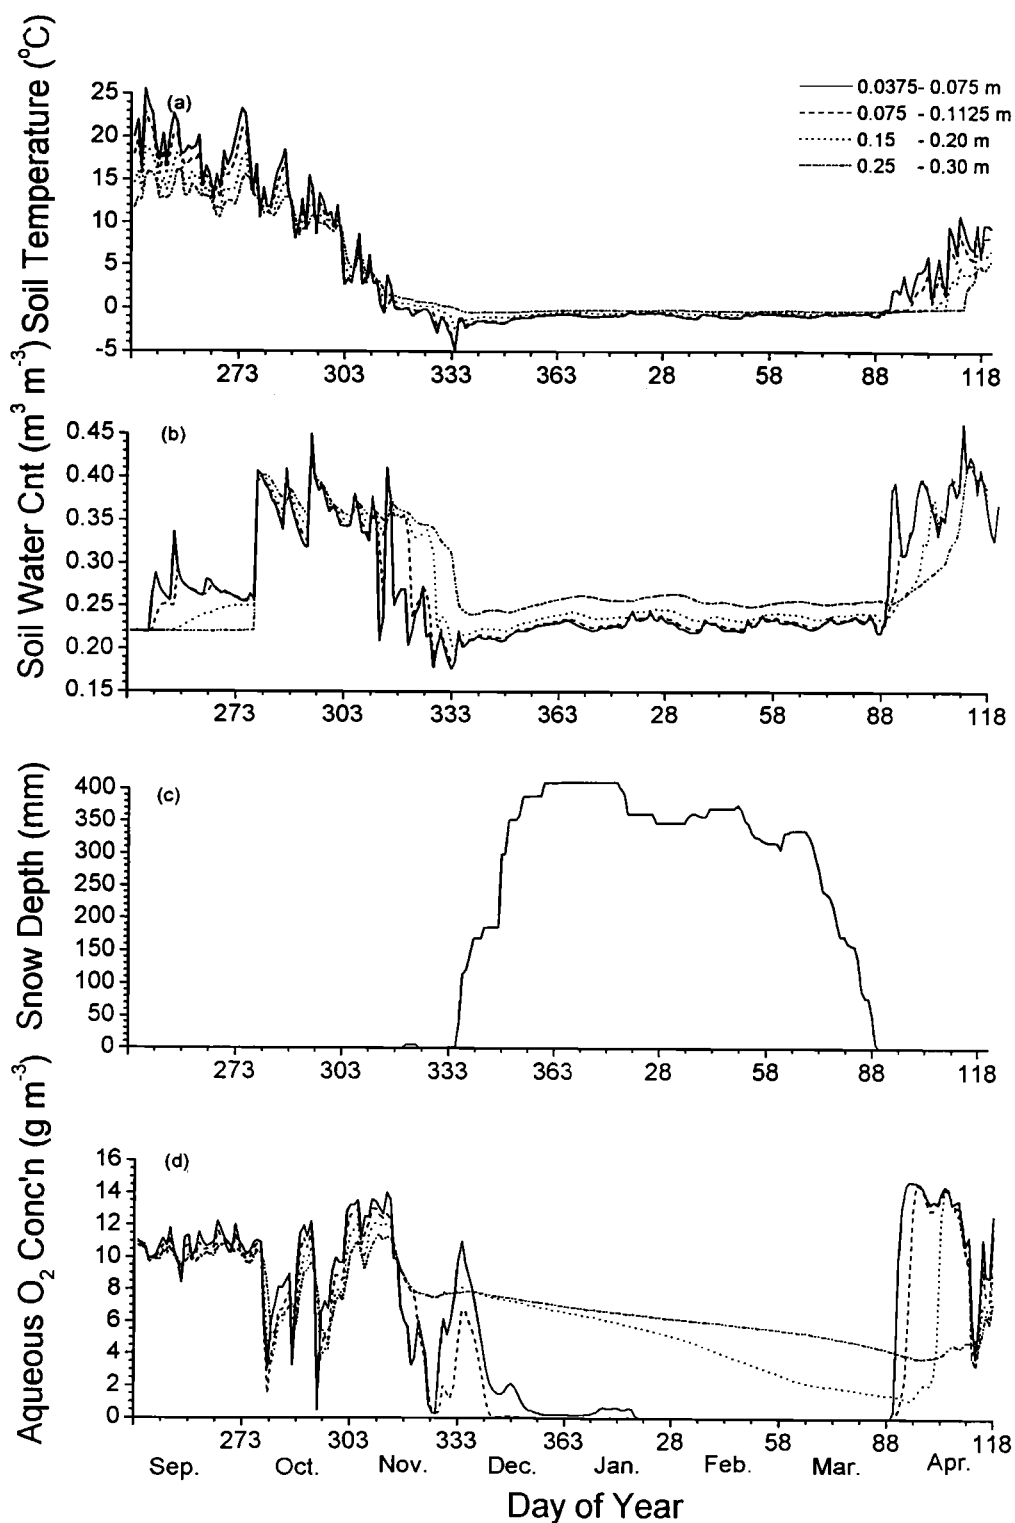 Soil Temperature (°C)
25
20
15
10
5
0
-5
(a)
0.0375- 0.075 m
0.075 - 0.1125 m
0.15 - 0.20 m
0.25 - 0.30 m
273 303 333 363 28 58 88 118
Soil Water Cnt (m³ m⁻³)
0.45
0.40
0.35
0.30
0.25
0.20
0.15
(b)
273 303 333 363 28 58 88 118
Snow Depth (mm)
400
350
300
250
200
150
100
50
0
(c)
273 303 333 363 28 58 88 118
Aqueous O₂ Conc'n (g m⁻³)
16
14
12
10
8
6
4
2
0
(d)
273 303 333 363 28 58 88 118
Sep. Oct. Nov. Dec. Jan. Feb. Mar. Apr.
Day of Year